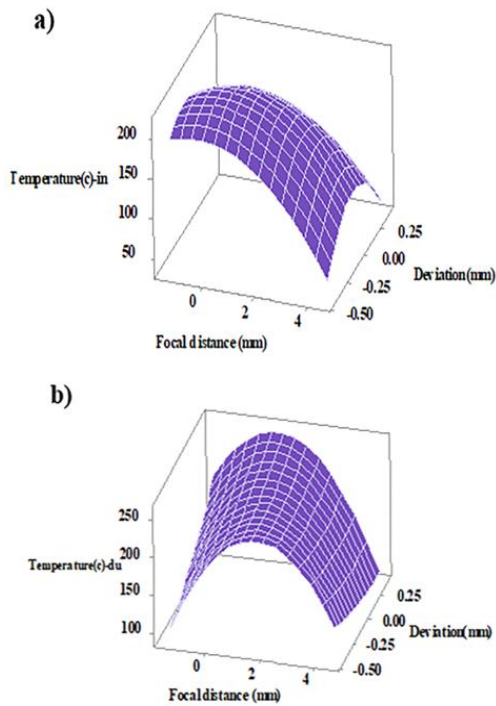 a)
200
Temperature(c)-in
150
100
50
0.25
0.00
-0.25
-0.50
Deviation(mm)
0
2
4
Focal distance (mm)
b)
250
200
Temperature(c)-du
150
100
0.25
0.00
-0.25
-0.50
Deviation(mm)
0
2
4
Focal distance (mm)